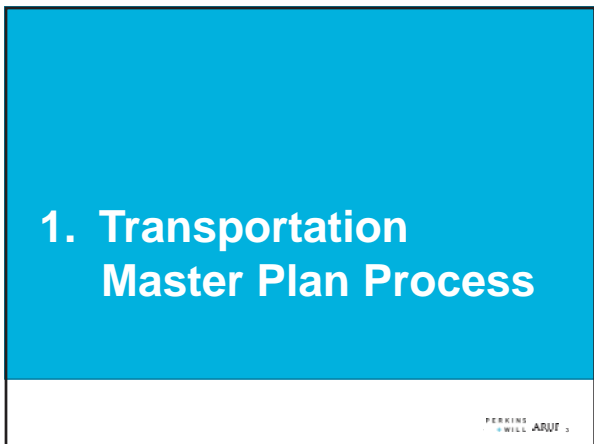 1. Transportation
Master Plan Process
PERKINS
+WILL ARUP 3